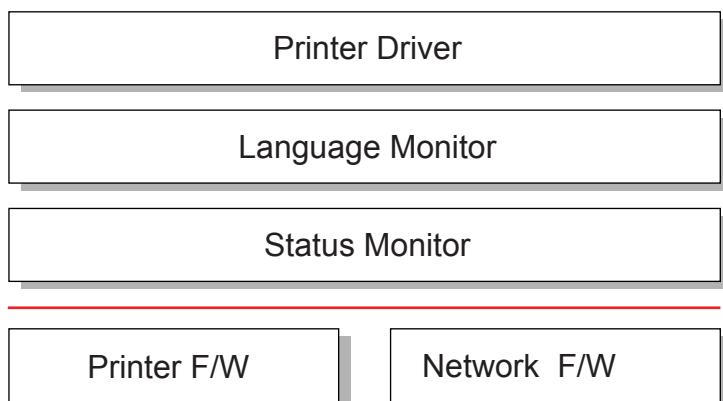 Printer Driver
Language Monitor
Status Monitor
Printer F/W
Network F/W